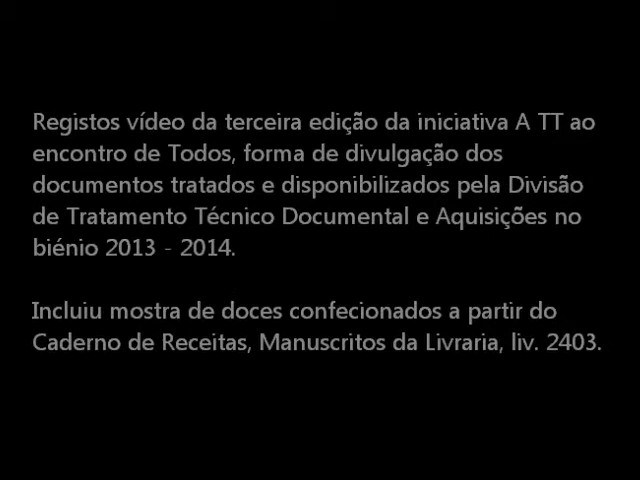 Registos vídeo da terceira edição da iniciativa A TT ao
encontro de Todos, forma de divulgação dos
documentos tratados e disponibilizados pela Divisão
de Tratamento Técnico Documental e Aquisições no
biénio 2013 - 2014.
Incluiu mostra de doces confecionados a partir do
Caderno de Receitas, Manuscritos da Livraria, liv. 2403.